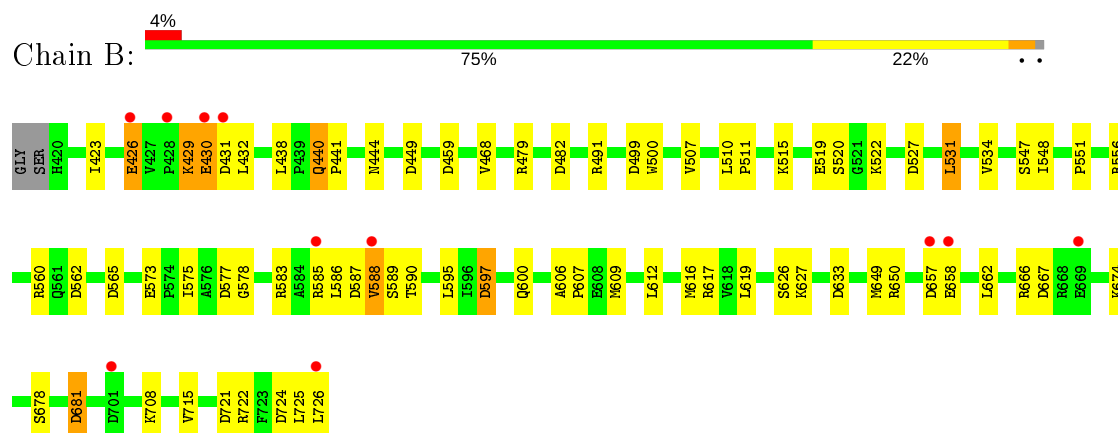 4%
Chain B:
75% 22% • •
GLY SER H420 I423 E426 V427 P428 K429 E430 D431 L432 L438 P439 Q440 P441 N444 D449 D459 V468 R479 D482 R491 D499 W500 V507 L510 P511 K515 E519 S520 G521 K522 D527 L531 V534 S547 I548 P551 R556
R560 Q561 D562 D565 E573 P574 I575 A576 D577 G578 R583 A584 R585 L586 D587 V588 S589 T590 L595 I596 D597 Q600 A606 P607 E608 M609 L612 M616 R617 V618 L619 S626 K627 D633 M649 R650 D657 E658 L662 R666 D667 R668 E669 K674
S678 D681 D701 K708 V715 D721 R722 F723 D724 L725 L726